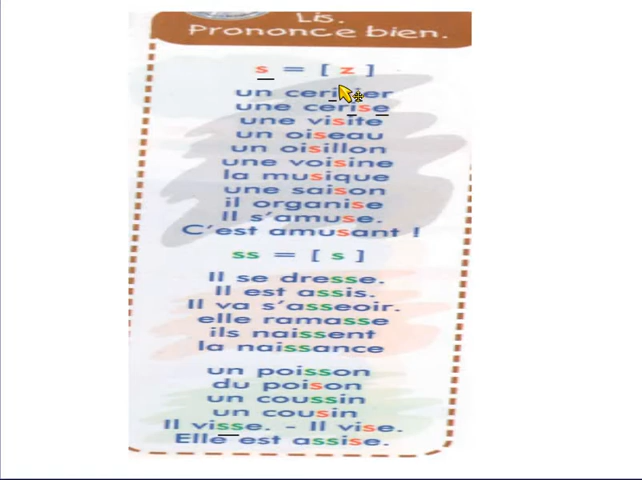 Lis.
Prononce bien.
s = [ z ]
un cerisier
une cerise
une visite
un oiseau
un oisillon
une voisine
la musique
une saison
il organise
Il s'amuse.
C'est amusant !
ss = [ s ]
Il se dresse.
Il est assis.
Il va s'asseoir.
elle ramasse
ils naissent
la naissance
un poisson
du poison
un coussin
un cousin
Il visse. - Il vise.
Elle est assise.